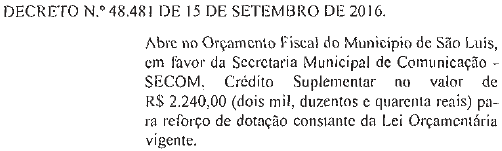 DECRETO N.º 48.481 DE 15 DE SETEMBRO DE 2016.
Abre no Orçamento Fiscal do Município de São Luís,
em favor da Secretaria Municipal de Comunicação -
SECOM, Crédito Suplementar no valor de
R$ 2.240,00 (dois mil, duzentos e quarenta reais) pa-
ra reforço de dotação constante da Lei Orçamentária
vigente.